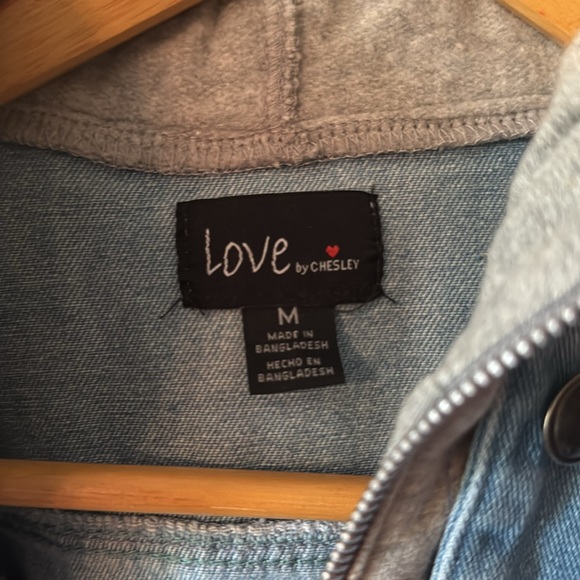 Love by CHESLEY
M
MADE IN
BANGLADESH
HECHO EN
BANGLADESH